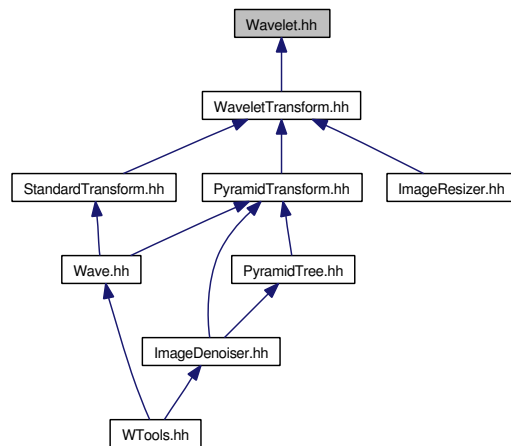 Wavelet.hh
WaveletTransform.hh
StandardTransform.hh
PyramidTransform.hh
ImageResizer.hh
Wave.hh
PyramidTree.hh
ImageDenoiser.hh
WTools.hh